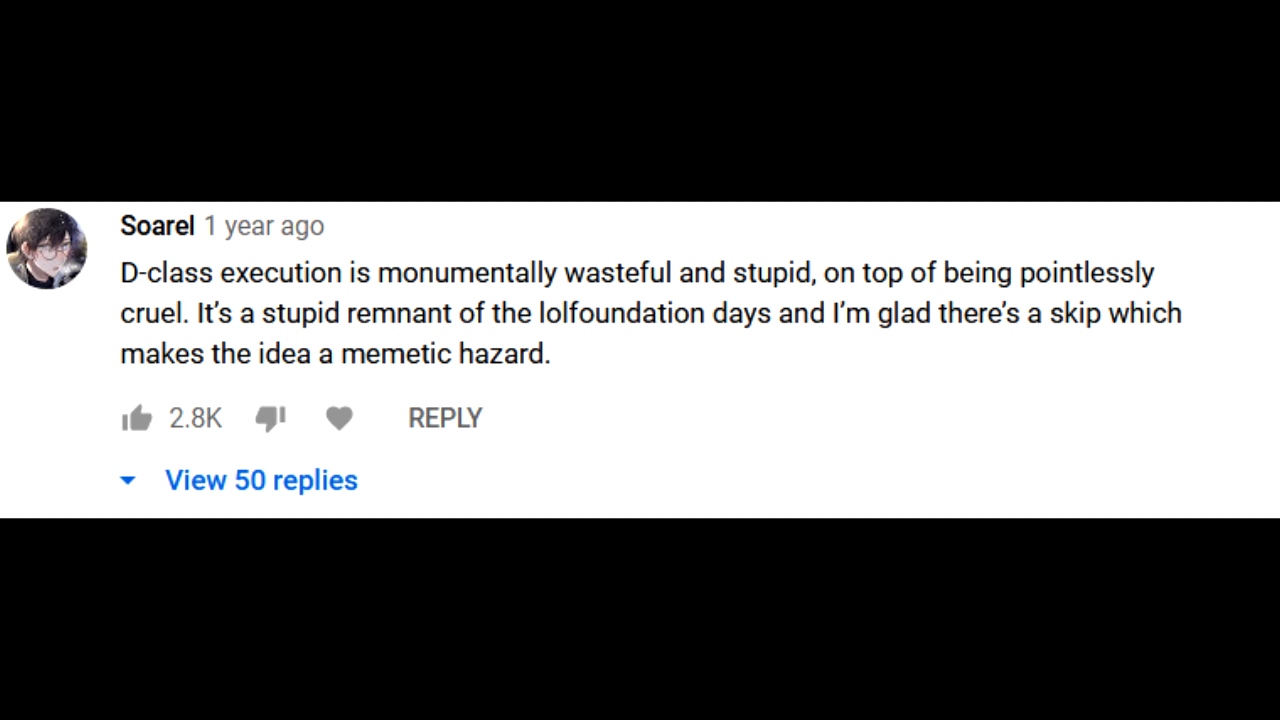 Soarel 1 year ago
D-class execution is monumentally wasteful and stupid, on top of being pointlessly
cruel. It’s a stupid remnant of the lolfoundation days and I’m glad there’s a skip which
makes the idea a memetic hazard.
2.8K REPLY
View 50 replies